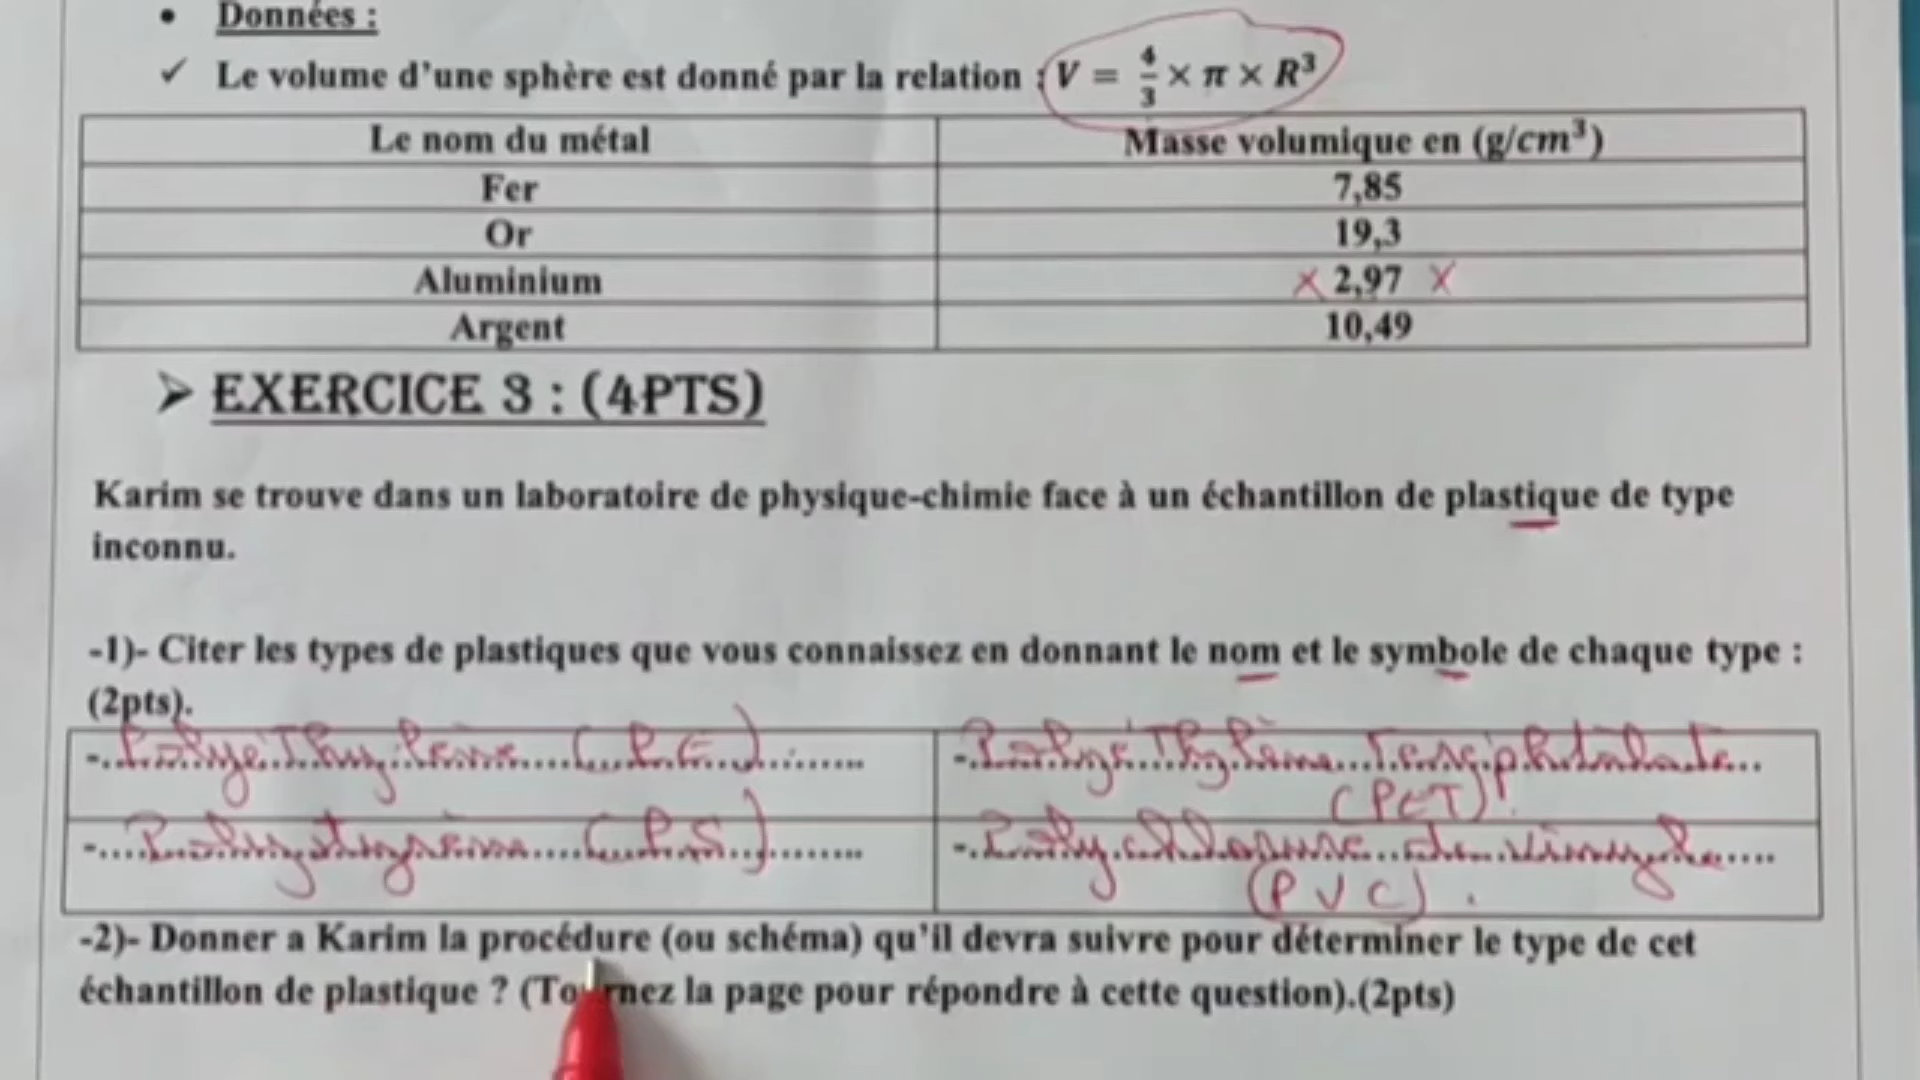 • Données :
✓ Le volume d'une sphère est donné par la relation : V = 4/3 × π × R³
Le nom du métal Masse volumique en (g/cm³)
Fer 7,85
Or 19,3
Aluminium × 2,97 ×
Argent 10,49
➤ EXERCICE 3 : (4PTS)
Karim se trouve dans un laboratoire de physique-chimie face à un échantillon de plastique de type
inconnu.
-1)- Citer les types de plastiques que vous connaissez en donnant le nom et le symbole de chaque type :
(2pts).
- Polyéthylène (PE)
- Polyéthylène Teréphtalate
(PET).
- Polystyrène (PS)
- Polychlorure de vinyle
(PVC).
-2)- Donner a Karim la procédure (ou schéma) qu'il devra suivre pour déterminer le type de cet
échantillon de plastique ? (Tournez la page pour répondre à cette question).(2pts)